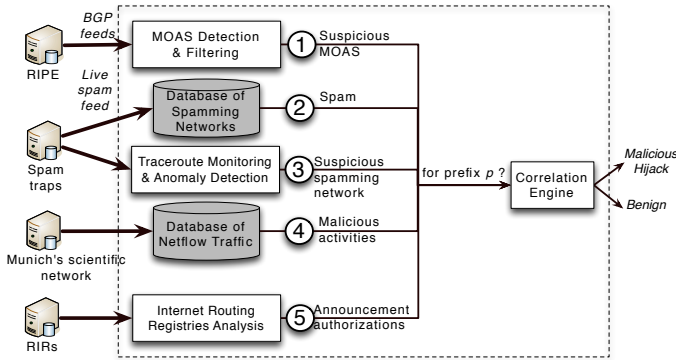 BGP
feeds
RIPE
MOAS Detection
& Filtering
1
Suspicious
MOAS
Live
spam
feed
Database of
Spamming
Networks
2
Spam
Spam
traps
Traceroute Monitoring
& Anomaly Detection
3
Suspicious
spamming
network
for prefix p ?
Correlation
Engine
Malicious
Hijack
Benign
Munich's scientific
network
Database of
Netflow Traffic
4
Malicious
activities
RIRs
Internet Routing
Registries Analysis
5
Announcement
authorizations